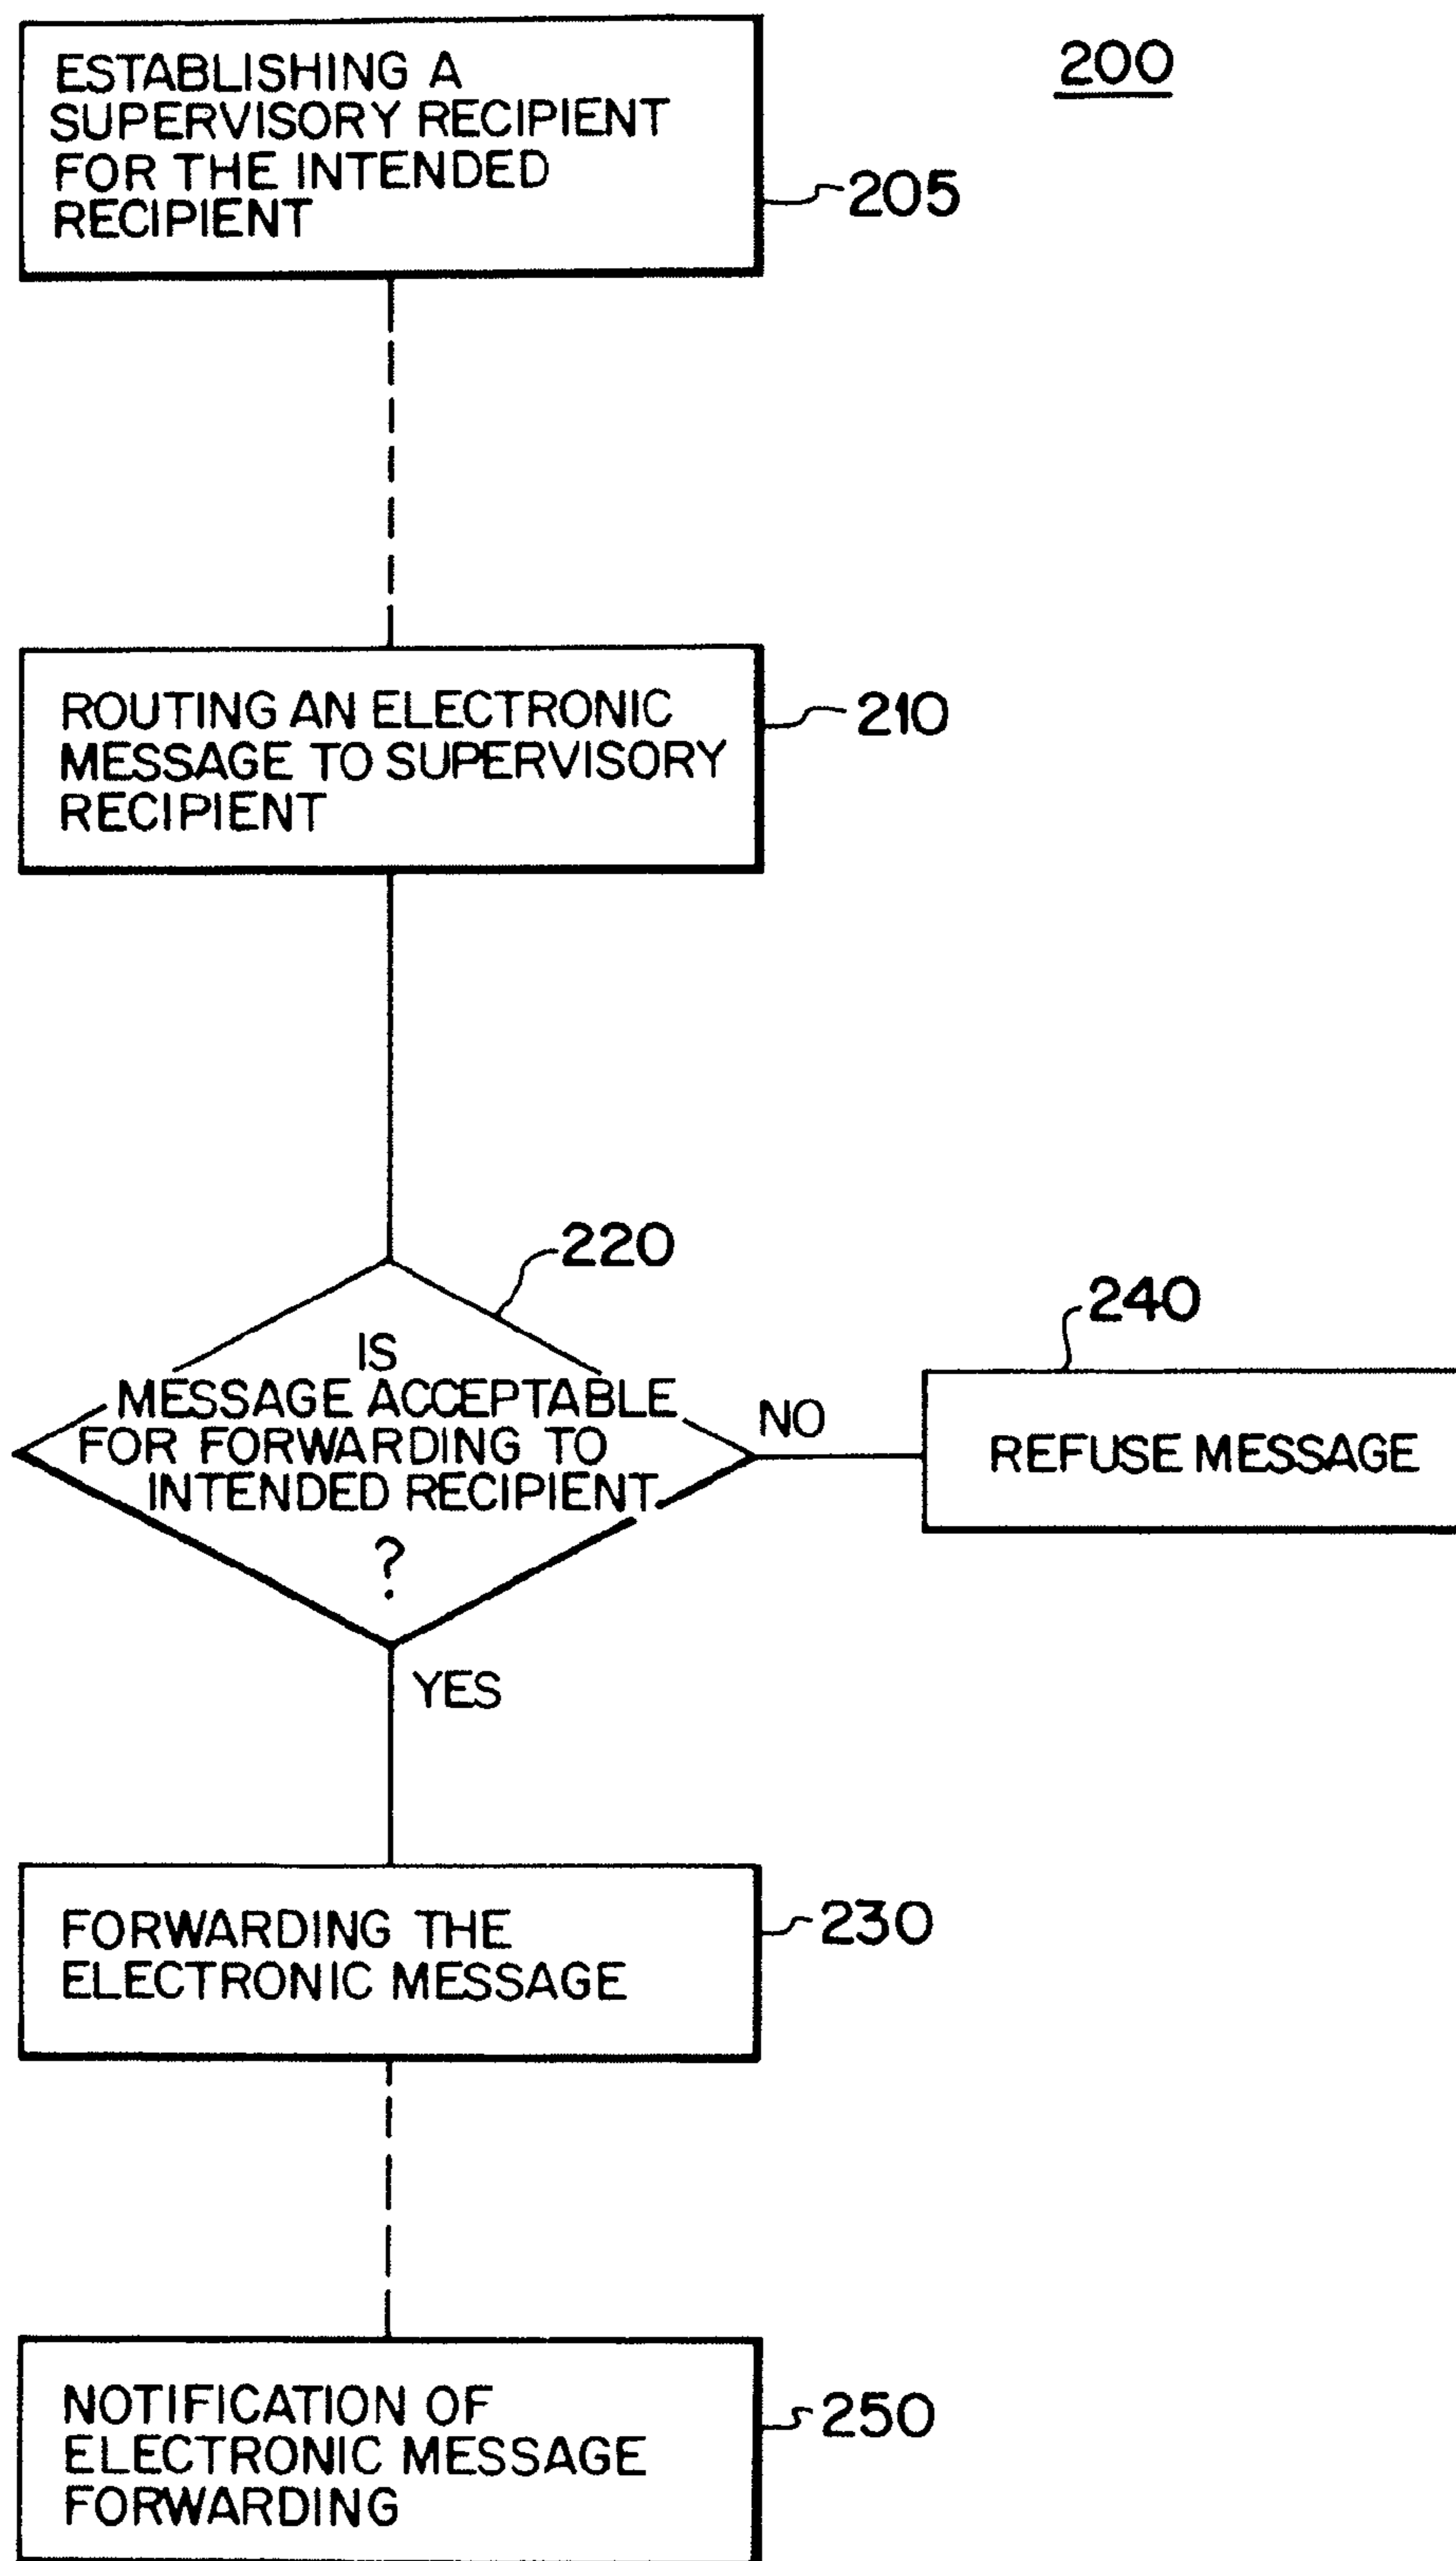 200
ESTABLISHING A
SUPERVISORY RECIPIENT
FOR THE INTENDED
RECIPIENT
205
ROUTING AN ELECTRONIC
MESSAGE TO SUPERVISORY
RECIPIENT
210
220
IS
MESSAGE ACCEPTABLE
FOR FORWARDING TO
INTENDED RECIPIENT
?
NO
240
REFUSE MESSAGE
YES
FORWARDING THE
ELECTRONIC MESSAGE
230
NOTIFICATION OF
ELECTRONIC MESSAGE
FORWARDING
250